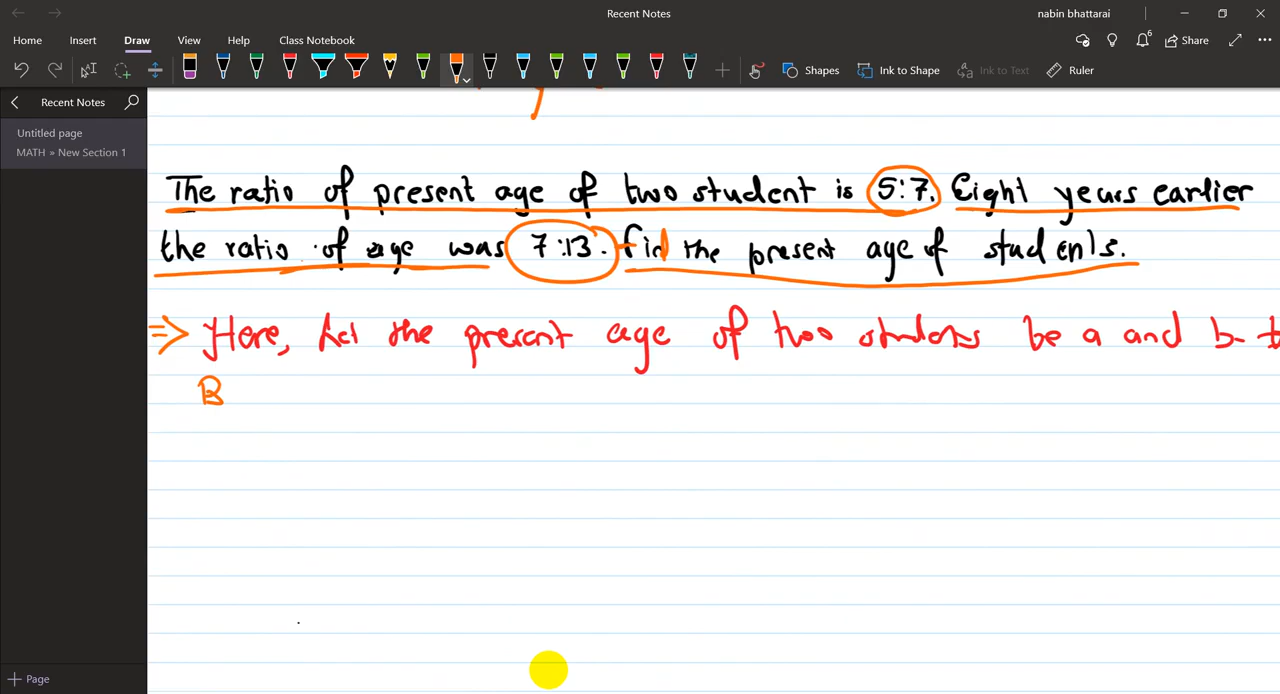 Recent Notes
nabin bhattarai
Home Insert Draw View Help Class Notebook
6 Share
Shapes Ink to Shape Ink to Text Ruler
Recent Notes
Untitled page
MATH » New Section 1
The ratio of present age of two student is 5:7. Eight years earlier
the ratio of age was 7:13. find the present age of students.
⇒ Here, Let the present age of two students be a and b
B
+ Page